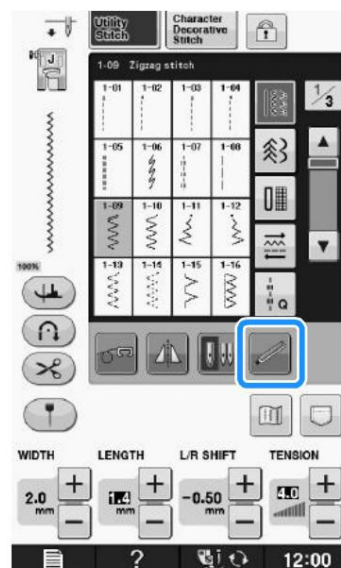 Utility Stitch
Character Decorative Stitch
J
1-09 Zigzag stitch
1/3
1-01 1-02 1-03 1-04
1-05 1-06 1-07 1-08
1-09 1-10 1-11 1-12
1-13 1-14 1-15 1-16
100%
Q
WIDTH LENGTH L/R SHIFT TENSION
2.0 mm 1.4 mm -0.50 mm 4.0
+ + + +
− − − −
? 12:00